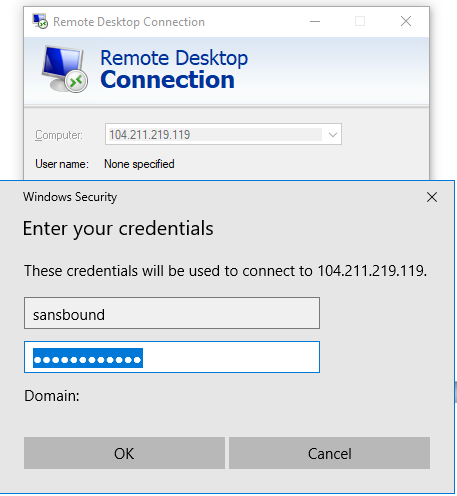 Remote Desktop Connection
Remote Desktop
Connection
Computer: 104.211.219.119
User name: None specified
Windows Security
Enter your credentials
These credentials will be used to connect to 104.211.219.119.
sansbound
●●●●●●●●●●●●
Domain:
OK Cancel